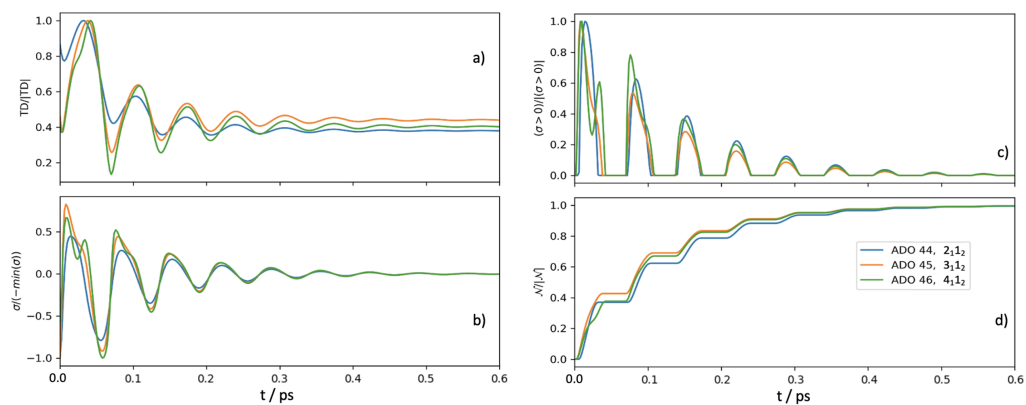 1.0
0.8
0.6
0.4
0.2
TD/|TD|
a)
0.5
0.0
−0.5
−1.0
σ/(−min(σ)
b)
0.0
0.1
0.2
0.3
0.4
0.5
0.6
t / ps
1.0
0.8
0.6
0.4
0.2
0.0
(σ > 0)/|(σ > 0)|
c)
1.0
0.8
0.6
0.4
0.2
0.0
𝒩/|𝒩|
ADO 44, 2₁1₂
ADO 45, 3₁1₂
ADO 46, 4₁1₂
d)
0.0
0.1
0.2
0.3
0.4
0.5
0.6
t / ps